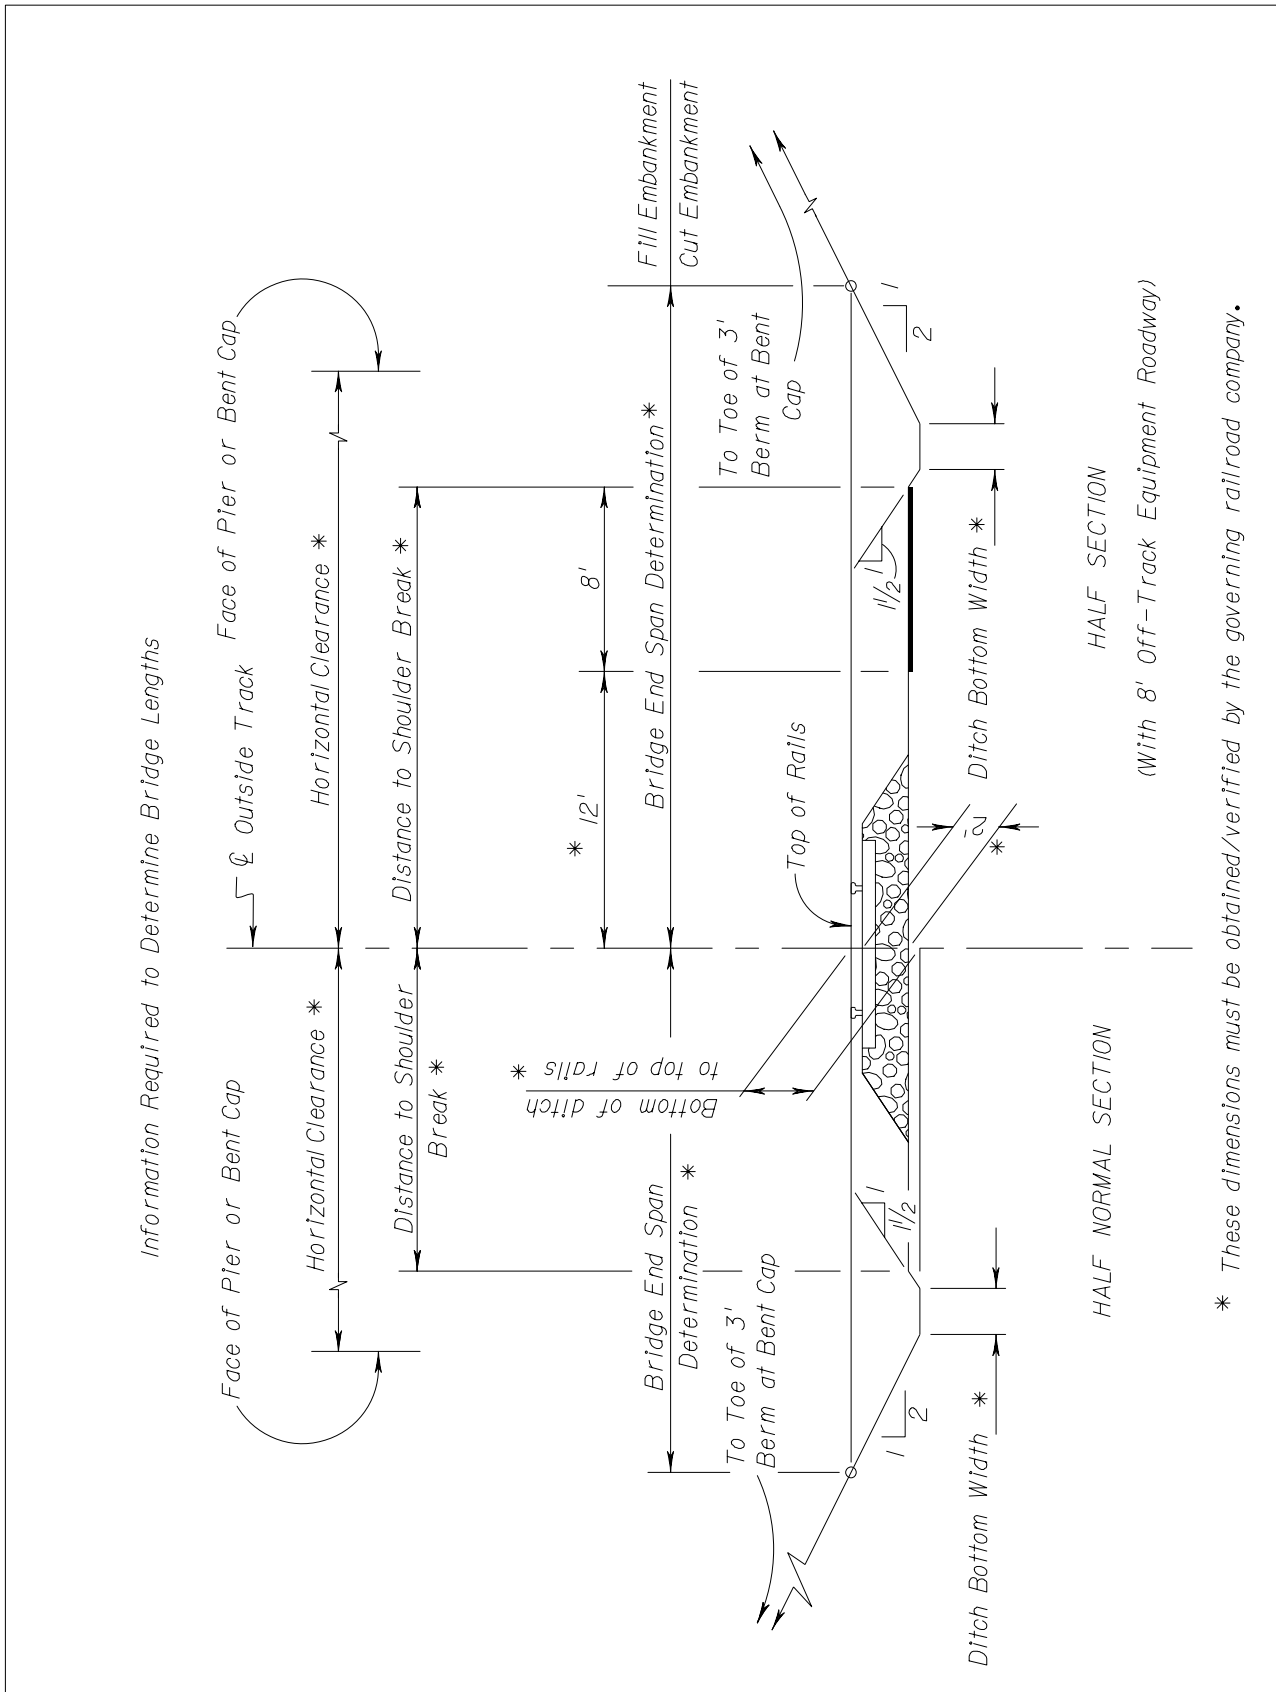 Information Required to Determine Bridge Lengths
Face of Pier or Bent Cap
℄ Outside Track
Face of Pier or Bent Cap
Horizontal Clearance *
Horizontal Clearance *
Distance to Shoulder
Break *
Distance to Shoulder Break *
* 12'
8'
Bottom of ditch
to top of rails *
Bridge End Span
Determination *
Bridge End Span Determination *
Fill Embankment
Cut Embankment
To Toe of 3'
Berm at Bent Cap
To Toe of 3'
Berm at Bent
Cap
Top of Rails
1
2
1
1½
1
1½
1
2
2'
*
Ditch Bottom Width *
Ditch Bottom Width *
HALF NORMAL SECTION
HALF SECTION
(With 8' Off-Track Equipment Roadway)
* These dimensions must be obtained/verified by the governing railroad company.